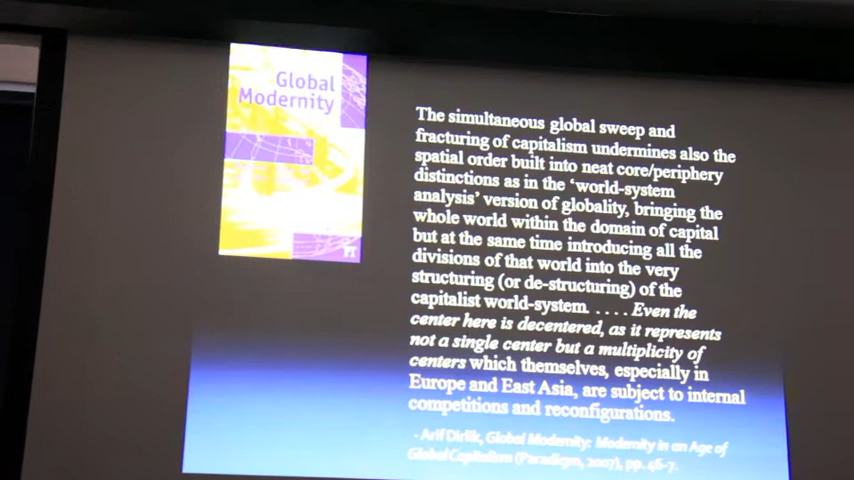 Global
Modernity
The simultaneous global sweep and
fracturing of capitalism undermines also the
spatial order built into neat core/periphery
distinctions as in the ‘world-system
analysis’ version of globality, bringing the
whole world within the domain of capital
but at the same time introducing all the
divisions of that world into the very
structuring (or de-structuring) of the
capitalist world-system. . . . . Even the
center here is decentered, as it represents
not a single center but a multiplicity of
centers which themselves, especially in
Europe and East Asia, are subject to internal
competitions and reconfigurations.
- Arif Dirlik, Global Modernity: Modernity in an Age of
Global Capitalism (Paradigm, 2007), pp. 46-7.